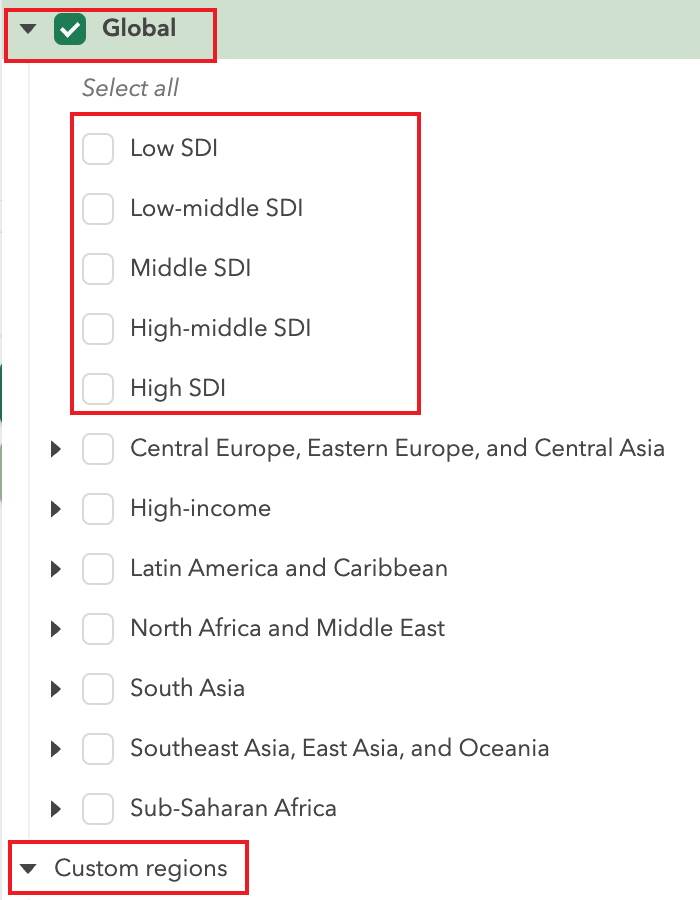 Global
Select all
Low SDI
Low-middle SDI
Middle SDI
High-middle SDI
High SDI
Central Europe, Eastern Europe, and Central Asia
High-income
Latin America and Caribbean
North Africa and Middle East
South Asia
Southeast Asia, East Asia, and Oceania
Sub-Saharan Africa
Custom regions